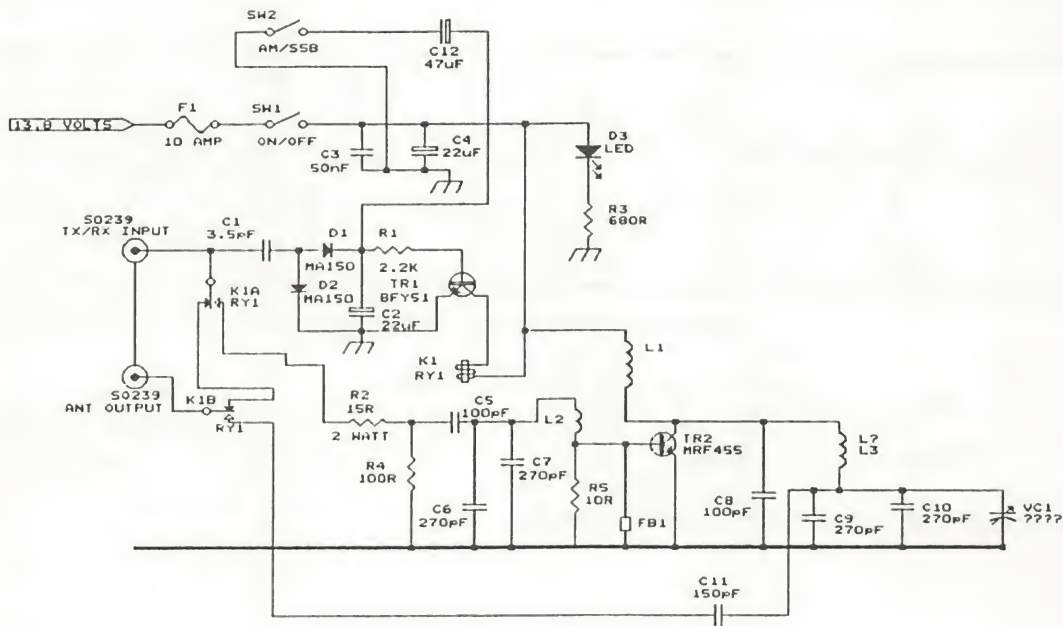 SW2
AM/SSB
C12
47uF
13.8 VOLTS
F1
10 AMP
SW1
ON/OFF
C3
50nF
C4
22uF
D3
LED
R3
680R
SO239
TX/RX INPUT
C1
3.5pF
D1
MA150
R1
2.2K
D2
MA150
TR1
BFY51
C2
22uF
K1A
RY1
K1
RY1
L1
SO239
ANT OUTPUT
K1B
RY1
R2
15R
2 WATT
C5
100pF
L2
TR2
MRF455
L?
L3
R4
100R
C6
270pF
C7
270pF
R5
10R
FB1
C8
100pF
C9
270pF
C10
270pF
VC1
????
C11
150pF